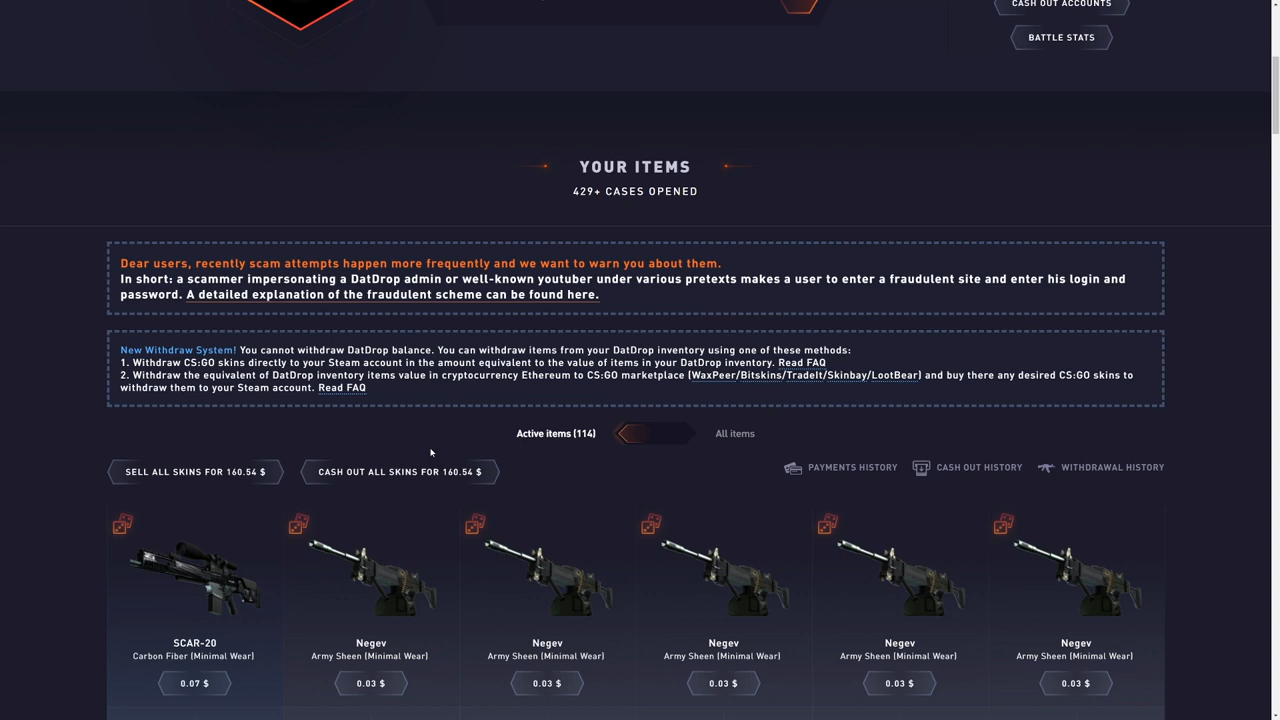 CASH OUT ACCOUNTS
BATTLE STATS
YOUR ITEMS
429+ CASES OPENED
Dear users, recently scam attempts happen more frequently and we want to warn you about them.
In short: a scammer impersonating a DatDrop admin or well-known youtuber under various pretexts makes a user to enter a fraudulent site and enter his login and
password. A detailed explanation of the fraudulent scheme can be found here.
New Withdraw System! You cannot withdraw DatDrop balance. You can withdraw items from your DatDrop inventory using one of these methods:
1. Withdraw CS:GO skins directly to your Steam account in the amount equivalent to the value of items in your DatDrop inventory. Read FAQ
2. Withdraw the equivalent of DatDrop inventory items value in cryptocurrency Ethereum to CS:GO marketplace (WaxPeer/Bitskins/TradeIt/Skinbay/LootBear) and buy there any desired CS:GO skins to
withdraw them to your Steam account. Read FAQ
Active items (114) All items
SELL ALL SKINS FOR 160.54 $ CASH OUT ALL SKINS FOR 160.54 $ PAYMENTS HISTORY CASH OUT HISTORY WITHDRAWAL HISTORY
SCAR-20 Negev Negev Negev Negev Negev
Carbon Fiber (Minimal Wear) Army Sheen (Minimal Wear) Army Sheen (Minimal Wear) Army Sheen (Minimal Wear) Army Sheen (Minimal Wear) Army Sheen (Minimal Wear)
0.07 $ 0.03 $ 0.03 $ 0.03 $ 0.03 $ 0.03 $